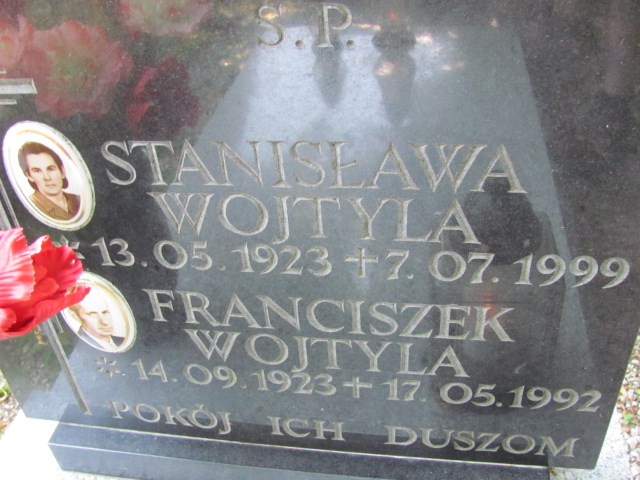 S.P.
STANISŁAWA
WOJTYLA
* 13.05.1923 + 7.07.1999
FRANCISZEK
WOJTYLA
* 14.09.1923 + 17.05.1992
POKÓJ ICH DUSZOM